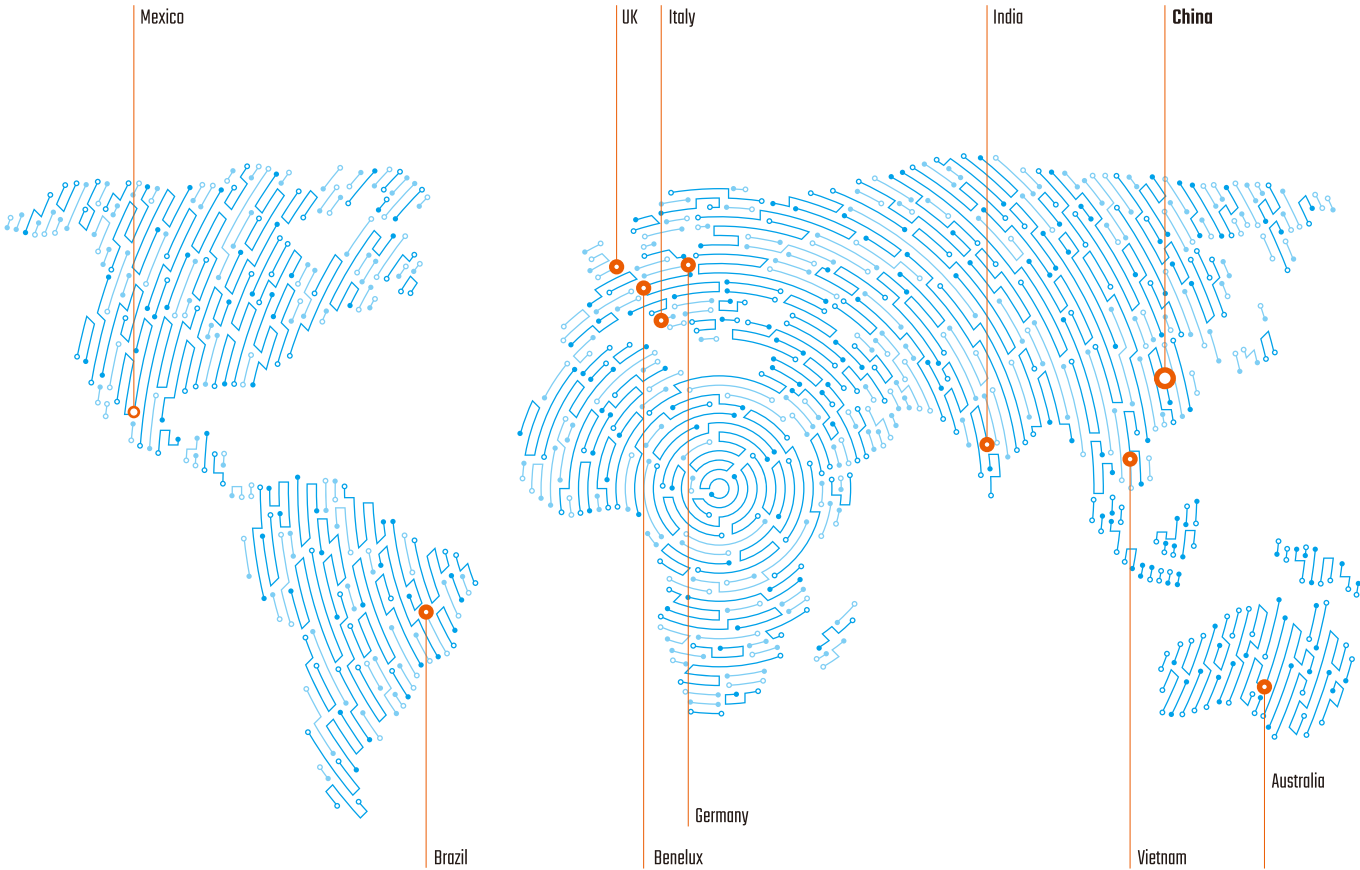 Mexico
UK
Italy
India
China
Australia
Germany
Brazil
Benelux
Vietnam